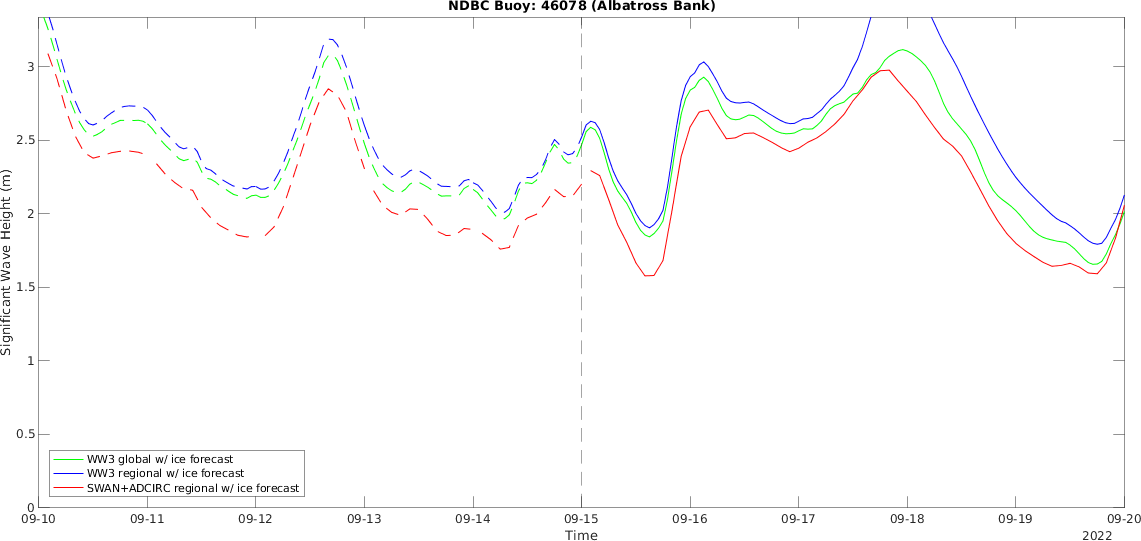 NDBC Buoy: 46078 (Albatross Bank)
Significant Wave Height (m)
3
2.5
2
1.5
1
0.5
0
WW3 global w/ ice forecast
WW3 regional w/ ice forecast
SWAN+ADCIRC regional w/ ice forecast
09-10 09-11 09-12 09-13 09-14 09-15 09-16 09-17 09-18 09-19 09-20
Time
2022